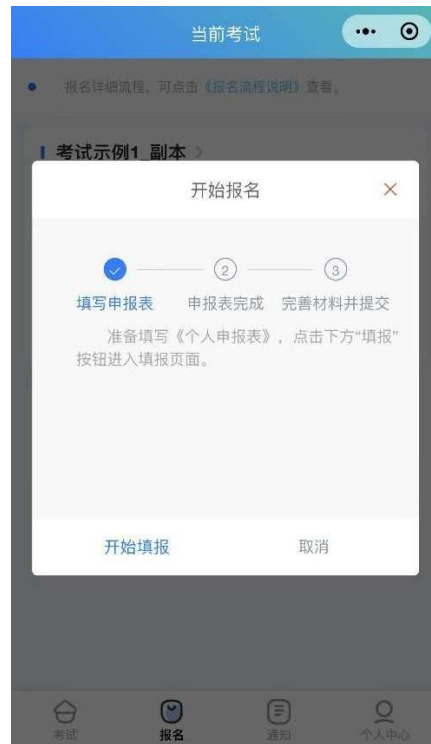 当前考试
报名详细流程，可点击《报名流程说明》查看。
考试示例1_副本
开始报名
2
3
填写申报表
申报表完成
完善材料并提交
准备填写《个人申报表》，点击下方“填报”
按钮进入填报页面。
开始填报
取消
考试
报名
通知
个人中心